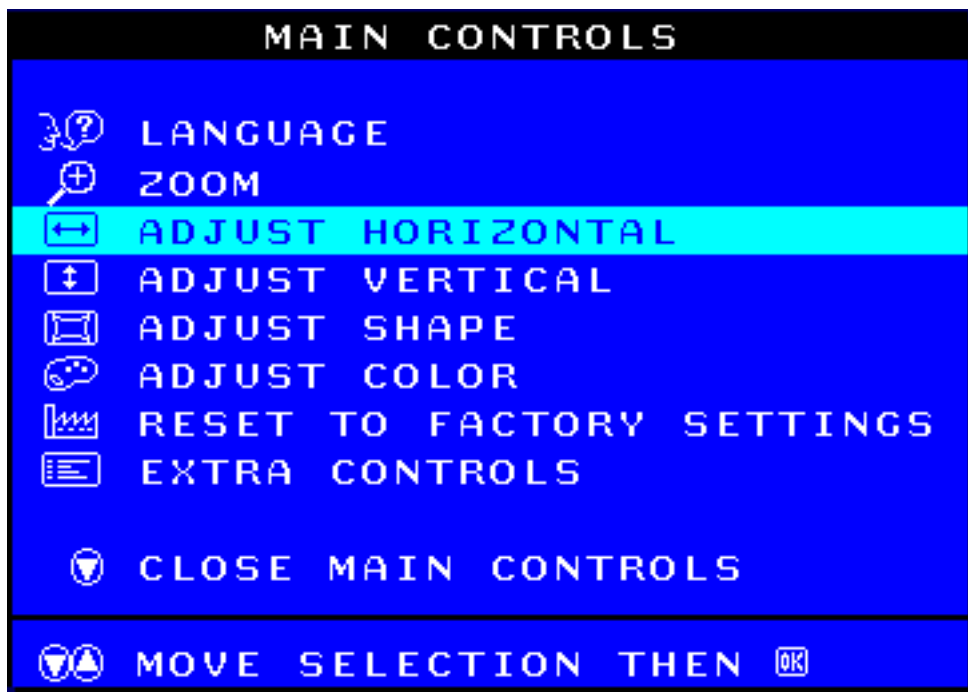 MAIN CONTROLS
LANGUAGE
ZOOM
ADJUST HORIZONTAL
ADJUST VERTICAL
ADJUST SHAPE
ADJUST COLOR
RESET TO FACTORY SETTINGS
EXTRA CONTROLS
CLOSE MAIN CONTROLS
MOVE SELECTION THEN OK